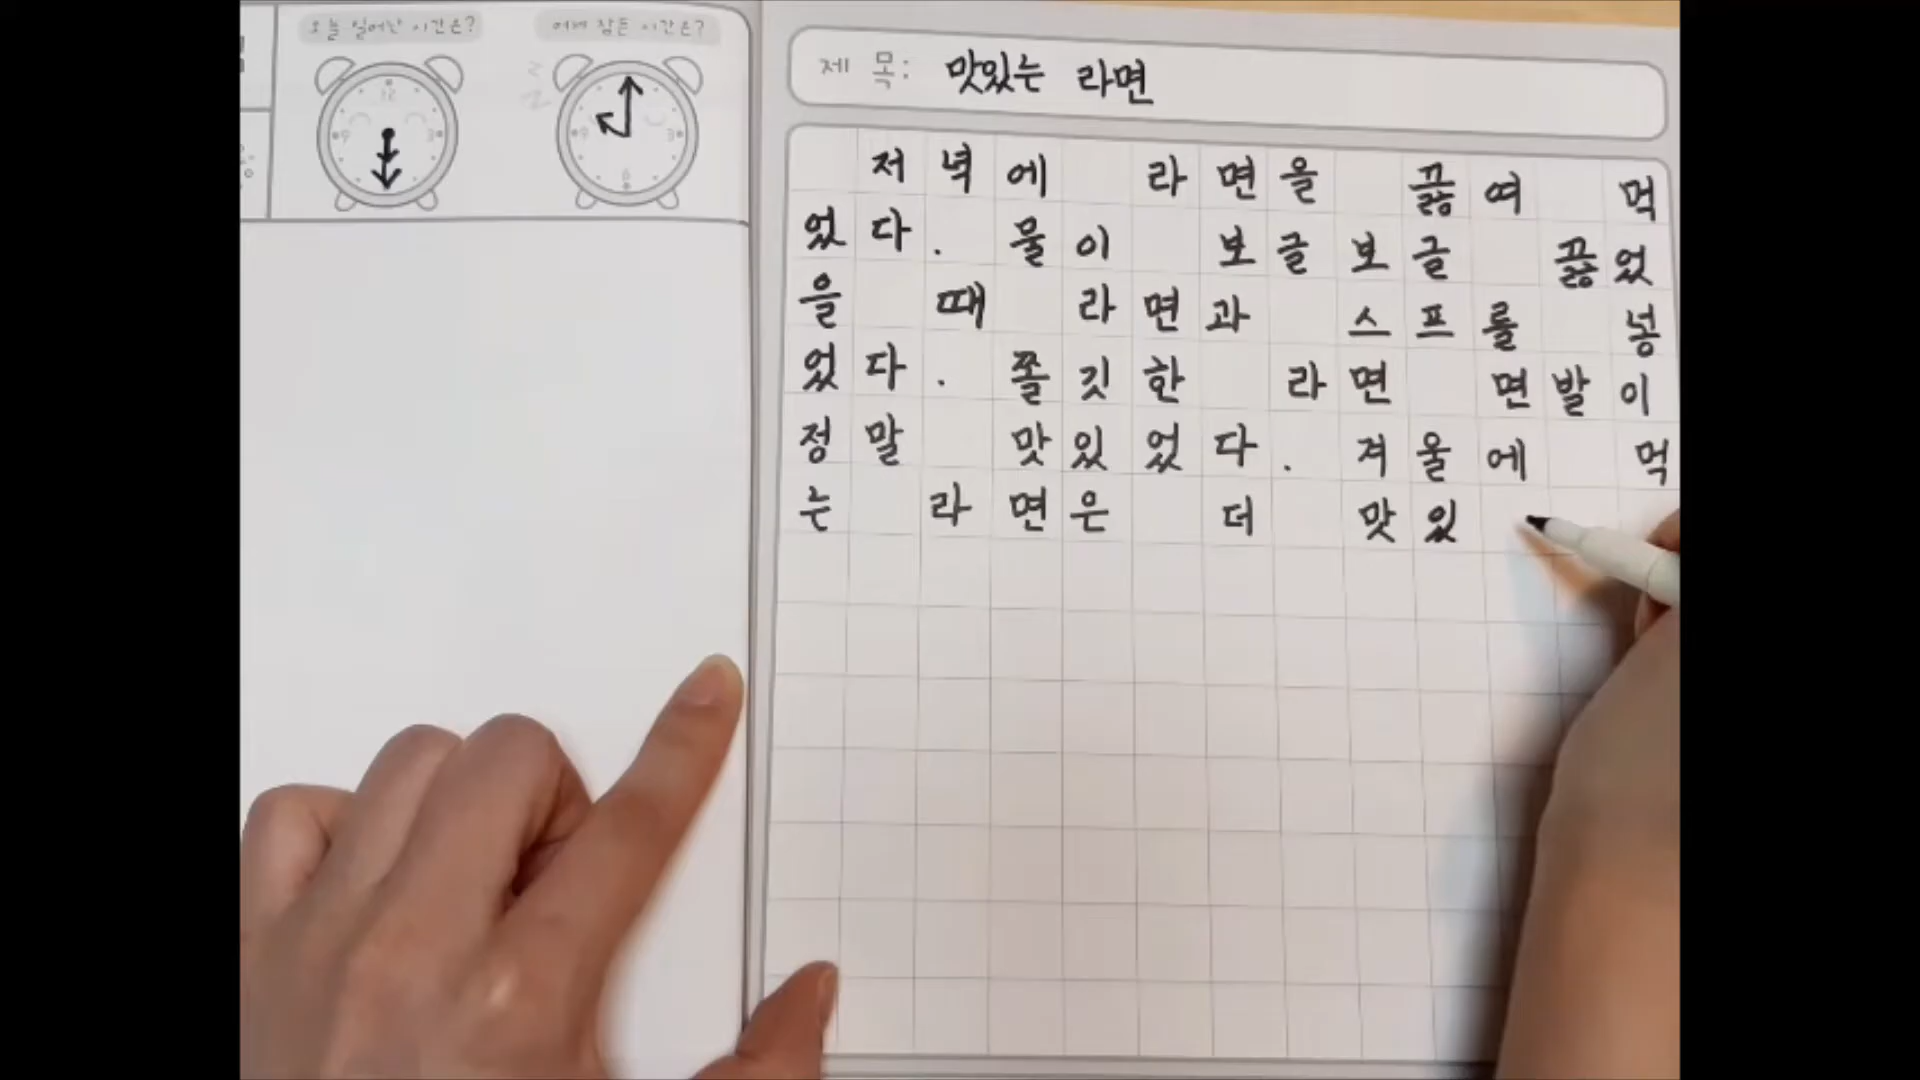 오늘 일어난 시간은?
어제 잠든 시간은?
제 목: 맛있는 라면
저녁에 라면을 끓여 먹
었다. 물이 보글보글 끓었
을 때 라면과 스프를 넣
었다. 쫄깃한 라면 면발이
정말 맛있었다. 겨울에 먹
는 라면은 더 맛있